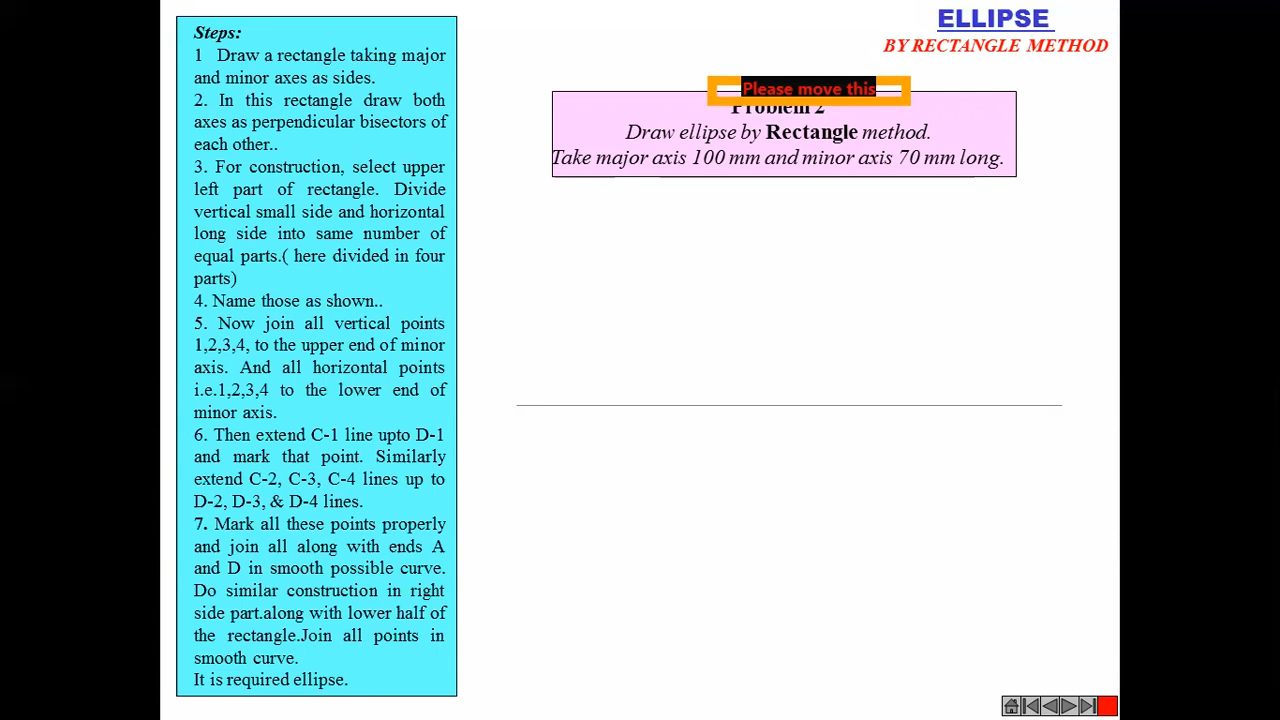 ELLIPSE
BY RECTANGLE METHOD
Steps:
1 Draw a rectangle taking major
and minor axes as sides.
2. In this rectangle draw both
axes as perpendicular bisectors of
each other..
3. For construction, select upper
left part of rectangle. Divide
vertical small side and horizontal
long side into same number of
equal parts.( here divided in four
parts)
4. Name those as shown..
5. Now join all vertical points
1,2,3,4, to the upper end of minor
axis. And all horizontal points
i.e.1,2,3,4 to the lower end of
minor axis.
6. Then extend C-1 line upto D-1
and mark that point. Similarly
extend C-2, C-3, C-4 lines up to
D-2, D-3, & D-4 lines.
7. Mark all these points properly
and join all along with ends A
and D in smooth possible curve.
Do similar construction in right
side part.along with lower half of
the rectangle.Join all points in
smooth curve.
It is required ellipse.
Please move this
Problem 2
Draw ellipse by Rectangle method.
Take major axis 100 mm and minor axis 70 mm long.